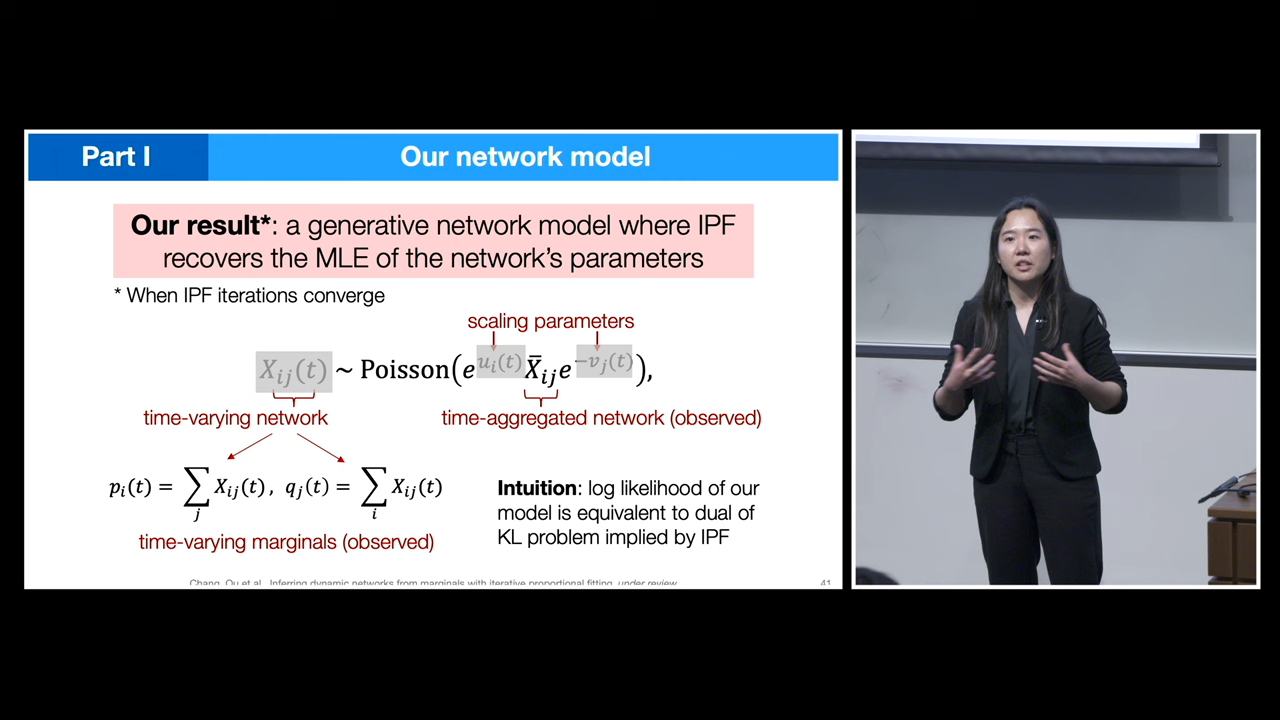 Part I
Our network model
Our result*: a generative network model where IPF
recovers the MLE of the network's parameters
* When IPF iterations converge
scaling parameters
X_ij(t) ~ Poisson(e^{u_i(t)} X̄_ij e^{-v_j(t)}),
time-varying network
time-aggregated network (observed)
p_i(t) = ∑_j X_ij(t), q_j(t) = ∑_i X_ij(t)
time-varying marginals (observed)
Intuition: log likelihood of our
model is equivalent to dual of
KL problem implied by IPF
Chang, Qu et al. Inferring dynamic networks from marginals with iterative proportional fitting, under review.
41